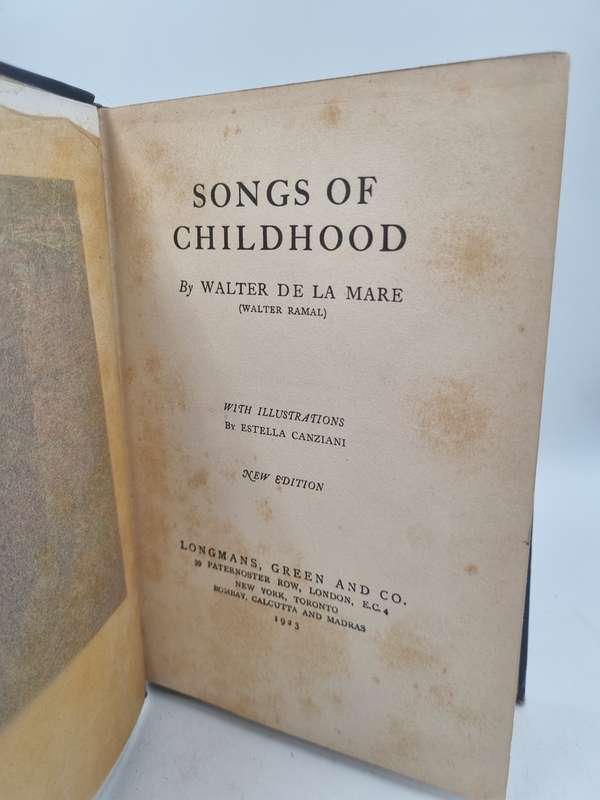 SONGS OF
CHILDHOOD
By WALTER DE LA MARE
(WALTER RAMAL)
WITH ILLUSTRATIONS
By ESTELLA CANZIANI
NEW EDITION
LONGMANS, GREEN AND CO.
39 PATERNOSTER ROW, LONDON, E.C. 4
NEW YORK, TORONTO
BOMBAY, CALCUTTA AND MADRAS
1923